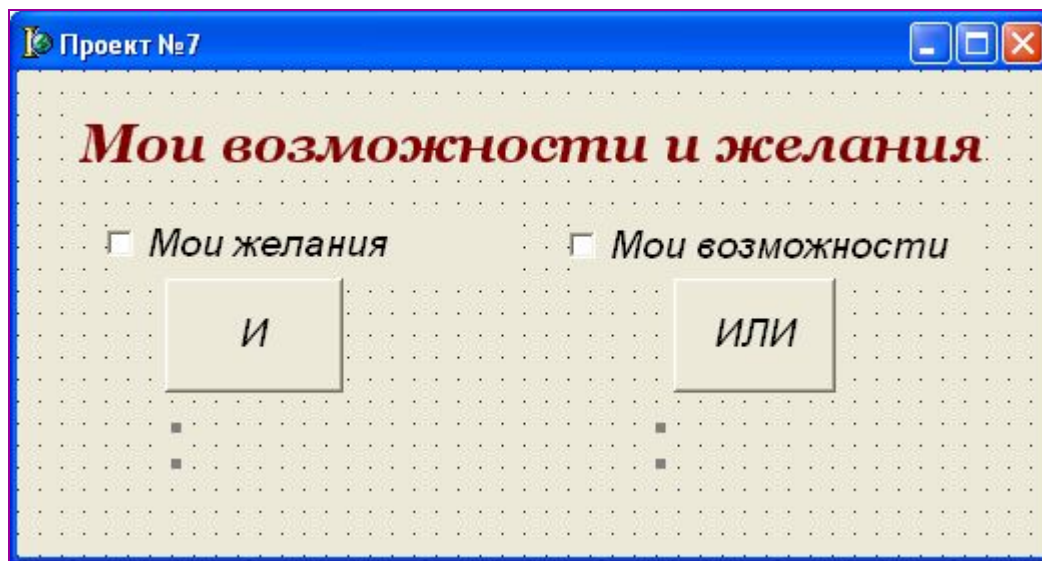 Проект №7
Мои возможности и желания
Мои желания
Мои возможности
И
ИЛИ